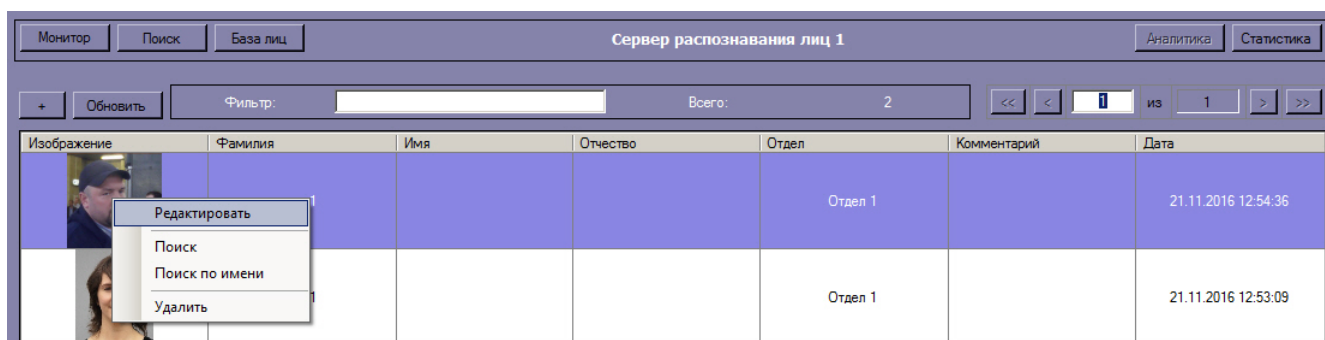 Монитор Поиск База лиц Сервер распознавания лиц 1 Аналитика Статистика
+ Обновить Фильтр: Всего: 2 << < 1 из 1 > >>
Изображение Фамилия Имя Отчество Отдел Комментарий Дата
1 Отдел 1 21.11.2016 12:54:36
Редактировать
Поиск
Поиск по имени
Удалить
1 Отдел 1 21.11.2016 12:53:09